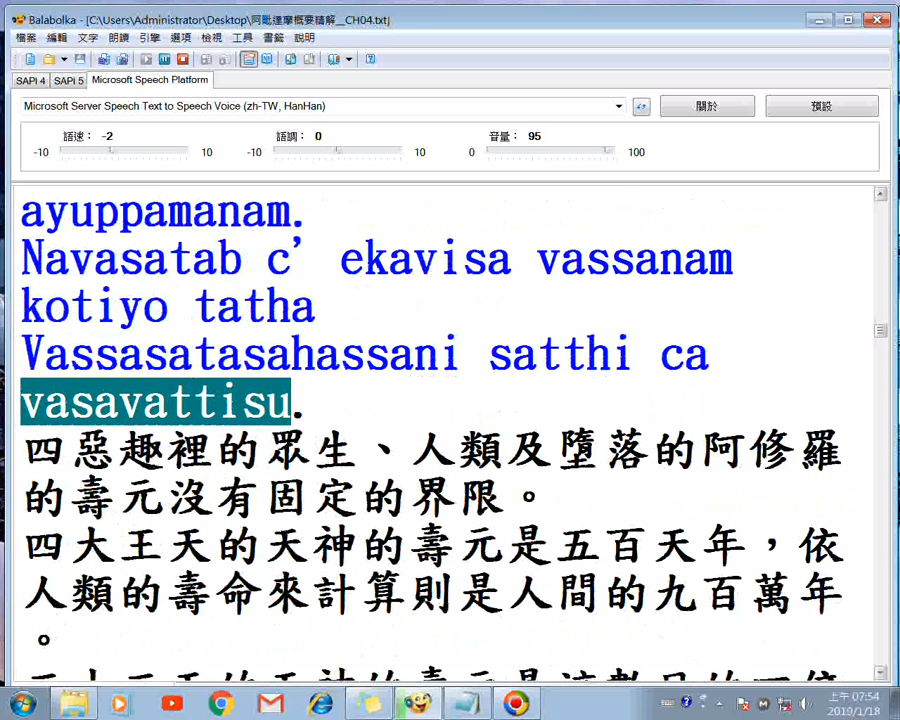 Balabolka - [C:\Users\Administrator\Desktop\阿毗達摩概要精解__CH04.txt]
檔案 編輯 文字 朗讀 引擎 選項 檢視 工具 書籤 說明
SAPI 4 SAPI 5 Microsoft Speech Platform
Microsoft Server Speech Text to Speech Voice (zh-TW, HanHan) 關於 預設
語速： -2 語調： 0 音量： 95
-10 10 -10 10 0 100
ayuppamanam.
Navasatab c' ekavisa vassanam
kotiyo tatha
Vassasatasahassani satthi ca
vasavattisu.
四惡趣裡的眾生、人類及墮落的阿修羅
的壽元沒有固定的界限。
四大王天的天神的壽元是五百天年，依
人類的壽命來計算則是人間的九百萬年
。
上午 07:54
2019/1/18